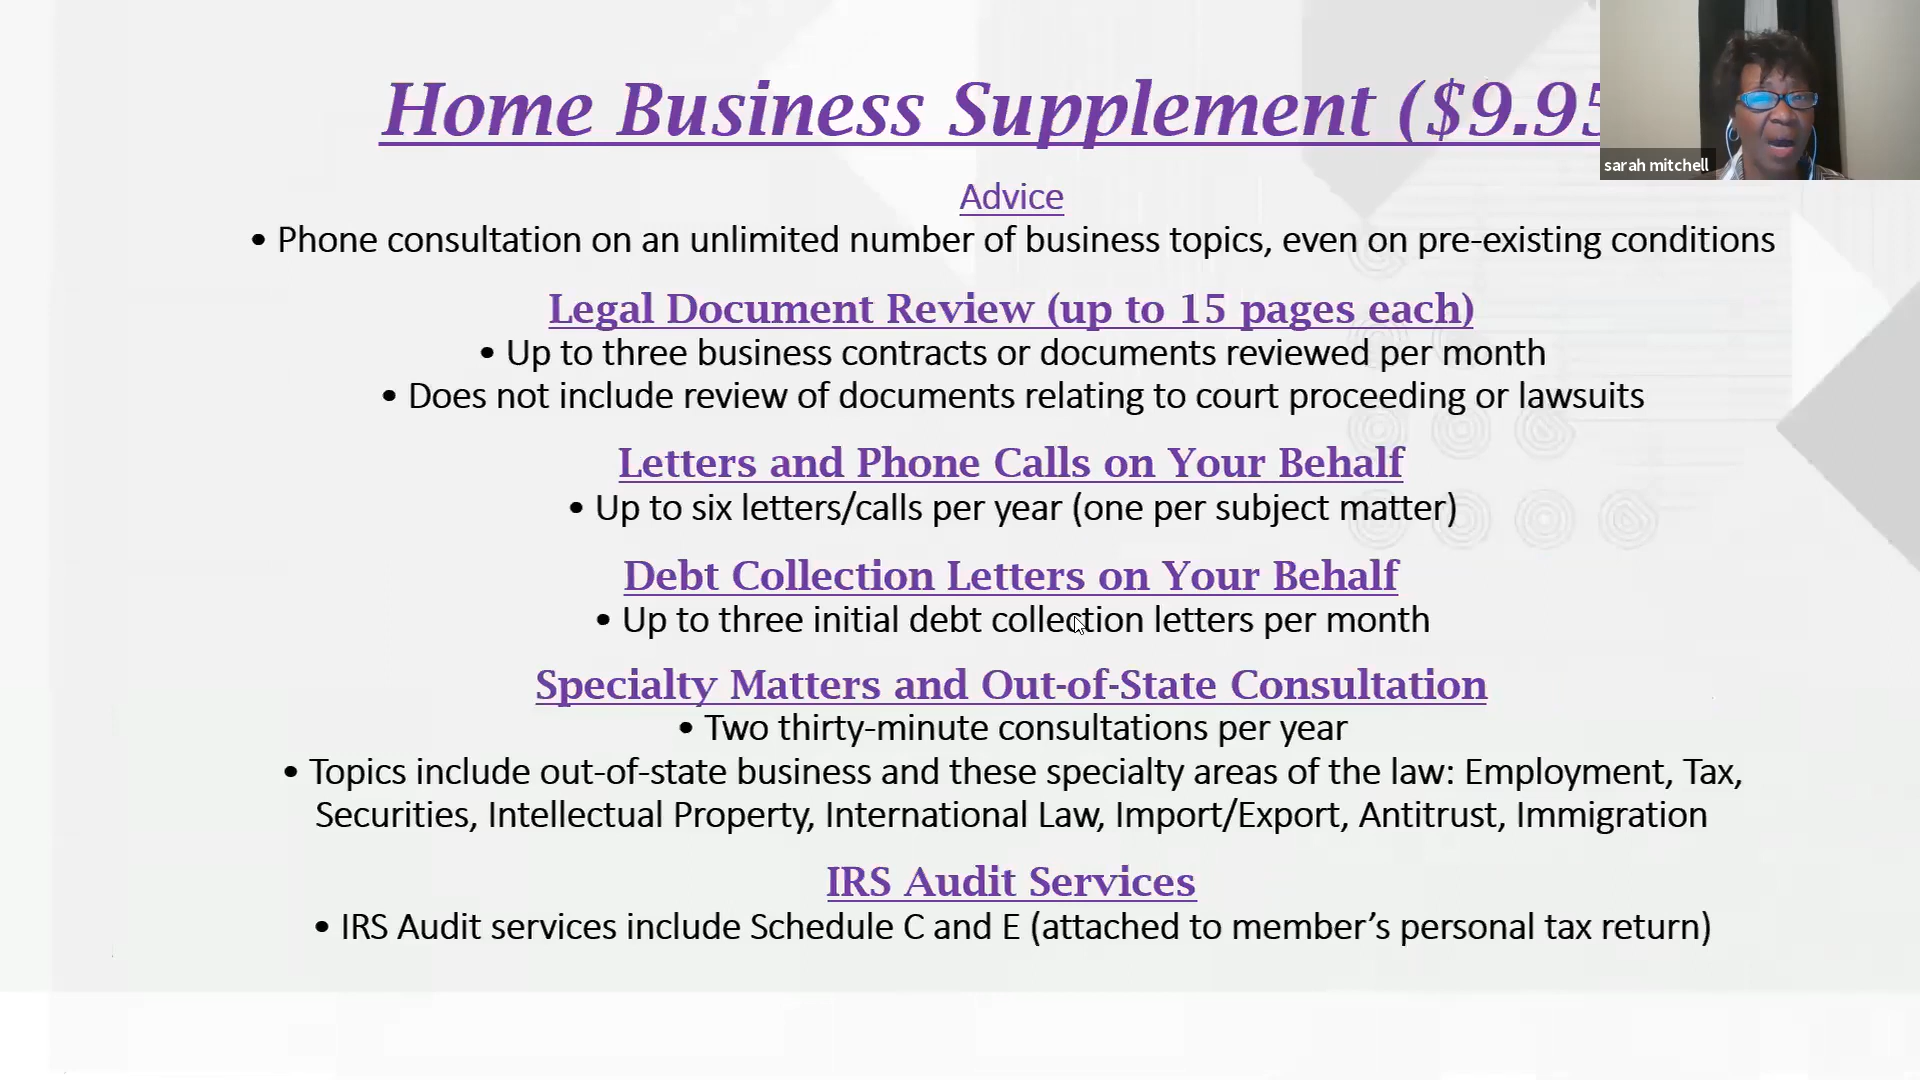 Home Business Supplement ($9.95
sarah mitchell
Advice
• Phone consultation on an unlimited number of business topics, even on pre-existing conditions
Legal Document Review (up to 15 pages each)
• Up to three business contracts or documents reviewed per month
• Does not include review of documents relating to court proceeding or lawsuits
Letters and Phone Calls on Your Behalf
• Up to six letters/calls per year (one per subject matter)
Debt Collection Letters on Your Behalf
• Up to three initial debt collection letters per month
Specialty Matters and Out-of-State Consultation
• Two thirty-minute consultations per year
• Topics include out-of-state business and these specialty areas of the law: Employment, Tax,
Securities, Intellectual Property, International Law, Import/Export, Antitrust, Immigration
IRS Audit Services
• IRS Audit services include Schedule C and E (attached to member’s personal tax return)